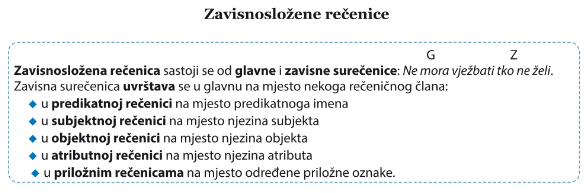 Zavisnosložene rečenice
G Z
Zavisnosložena rečenica sastoji se od glavne i zavisne surečenice: Ne mora vježbati tko ne želi.
Zavisna surečenica uvrštava se u glavnu na mjesto nekoga rečeničnog člana:
◆ u predikatnoj rečenici na mjesto predikatnoga imena
◆ u subjektnoj rečenici na mjesto njezina subjekta
◆ u objektnoj rečenici na mjesto njezina objekta
◆ u atributnoj rečenici na mjesto njezina atributa
◆ u priložnim rečenicama na mjesto određene priložne oznake.